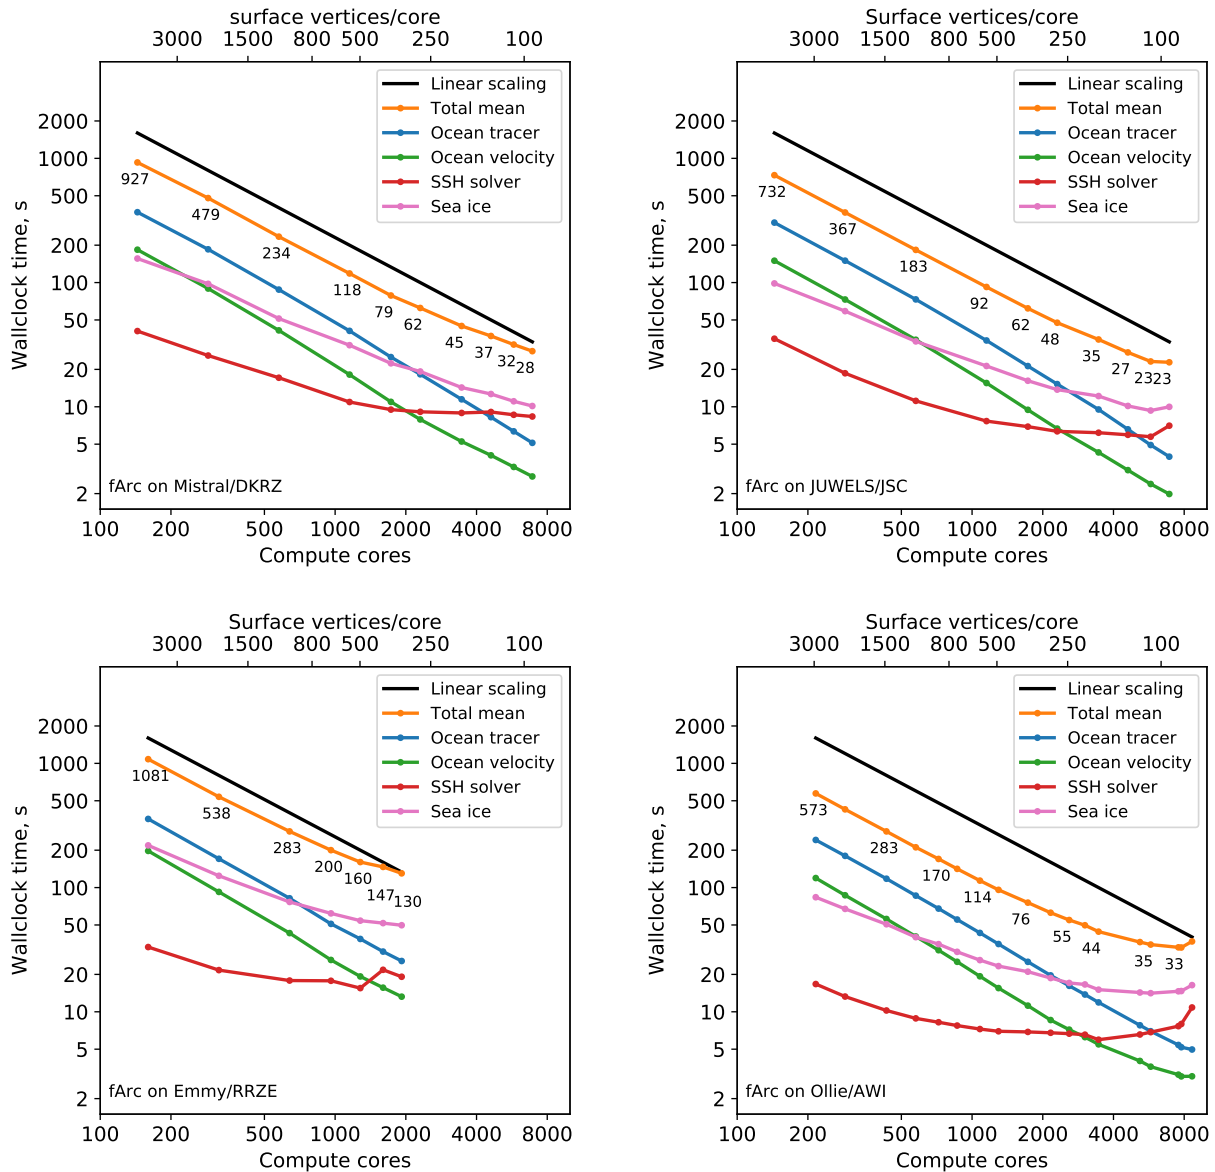 surface vertices/core
3000 1500 800 500 250 100
Wallclock time, s
2000
1000
500
200
100
50
20
10
5
2
Linear scaling
Total mean
Ocean tracer
Ocean velocity
SSH solver
Sea ice
927
479
234
118
79
62
45
37
32
28
fArc on Mistral/DKRZ
100 200 500 1000 2000 4000 8000
Compute cores
Surface vertices/core
3000 1500 800 500 250 100
Wallclock time, s
2000
1000
500
200
100
50
20
10
5
2
Linear scaling
Total mean
Ocean tracer
Ocean velocity
SSH solver
Sea ice
732
367
183
92
62
48
35
27
23
23
fArc on JUWELS/JSC
100 200 500 1000 2000 4000 8000
Compute cores
Surface vertices/core
3000 1500 800 500 250 100
Wallclock time, s
2000
1000
500
200
100
50
20
10
5
2
Linear scaling
Total mean
Ocean tracer
Ocean velocity
SSH solver
Sea ice
1081
538
283
200
160
147
130
fArc on Emmy/RRZE
100 200 500 1000 2000 4000 8000
Compute cores
Surface vertices/core
3000 1500 800 500 250 100
Wallclock time, s
2000
1000
500
200
100
50
20
10
5
2
Linear scaling
Total mean
Ocean tracer
Ocean velocity
SSH solver
Sea ice
573
283
170
114
76
55
44
35
33
fArc on Ollie/AWI
100 200 500 1000 2000 4000 8000
Compute cores